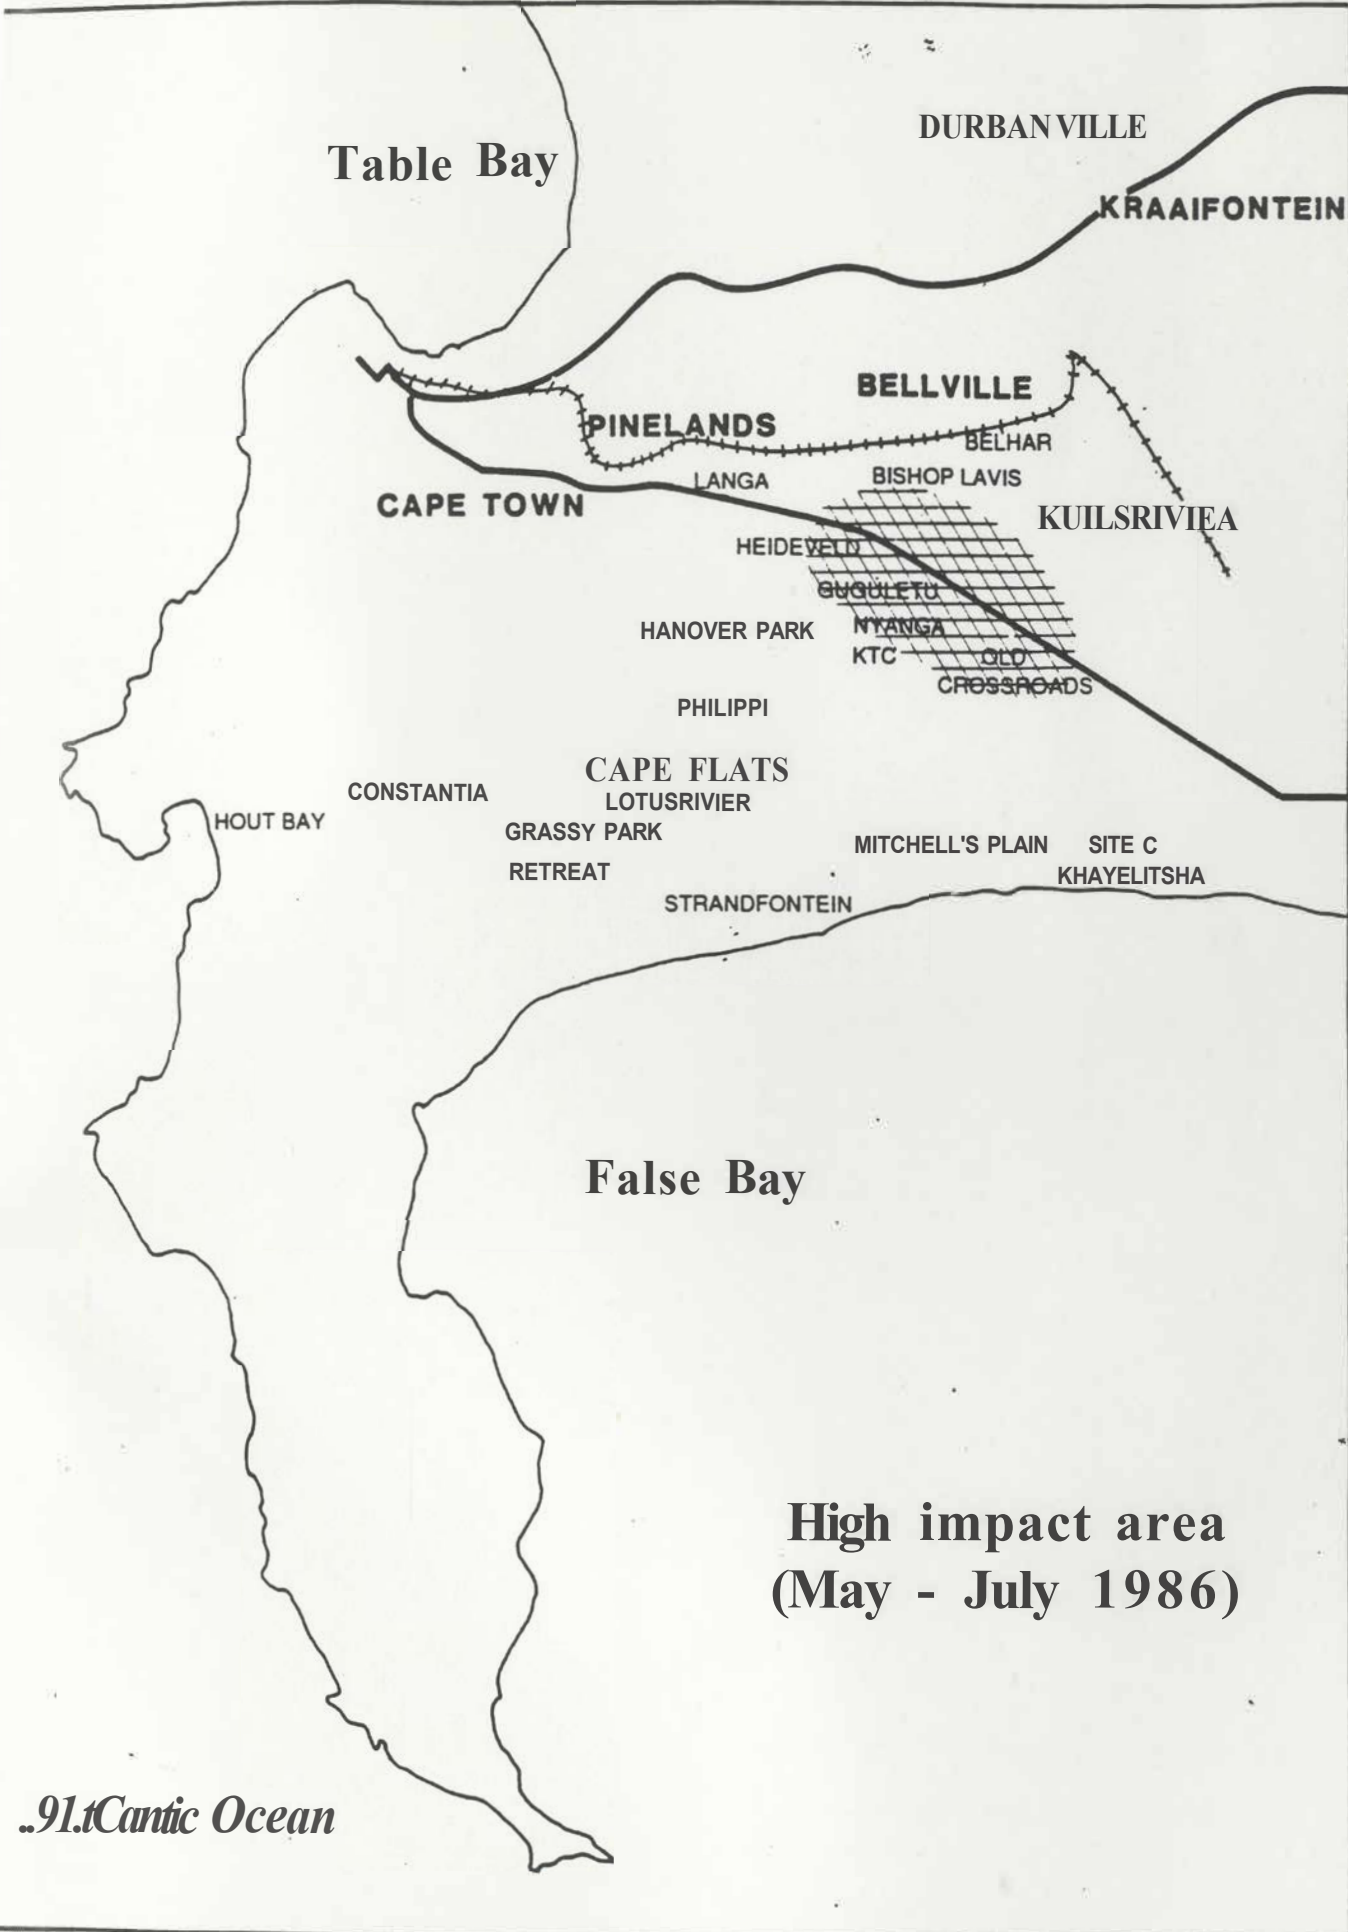 DURBANVILLE
Table Bay
KRAAIFONTEIN
BELLVILLE
PINELANDS
BELHAR
LANGA
BISHOP LAVIS
CAPE TOWN
KUILSRIVIEA
HEIDEVELD
GUGULETU
HANOVER PARK
NYANGA
KTC
OLD
CROSSROADS
PHILIPPI
CAPE FLATS
CONSTANTIA
LOTUSRIVIER
HOUT BAY
GRASSY PARK
MITCHELL'S PLAIN
SITE C
RETREAT
KHAYELITSHA
STRANDFONTEIN
False Bay
High impact area
(May - July 1986)
..91.tCantic Ocean